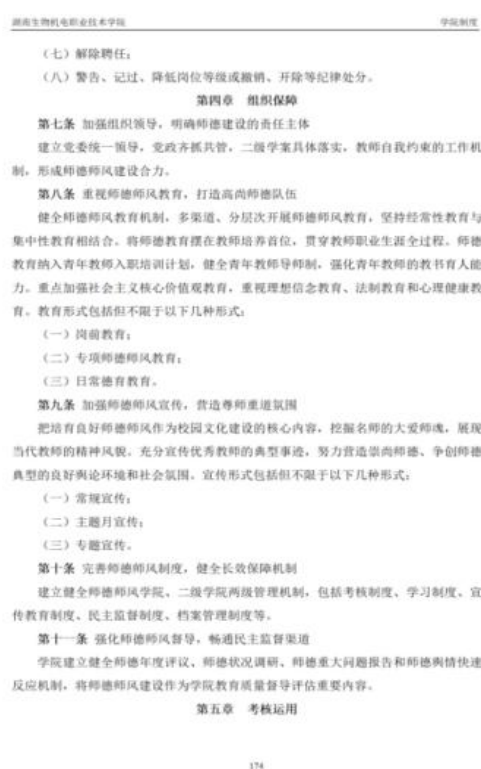 湖南生物机电职业技术学院 学院制度
（七）解除聘任；
（八）警告、记过、降低岗位等级或撤销、开除等纪律处分。
第四章 组织保障
第七条 加强组织领导，明确师德建设的责任主体
建立党委统一领导，党政齐抓共管，二级学案具体落实，教师自我约束的工作机
制，形成师德师风建设合力。
第八条 重视师德师风教育，打造高尚师德队伍
健全师德师风教育机制，多渠道、分层次开展师德师风教育，坚持经常性教育与
集中性教育相结合。将师德教育摆在教师培养首位，贯穿教师职业生涯全过程。师德
教育纳入青年教师入职培训计划，健全青年教师导师制，强化青年教师的教书育人能
力。重点加强社会主义核心价值观教育，重视理想信念教育、法制教育和心理健康教
育。教育形式包括但不限于以下几种形式：
（一）岗前教育；
（二）专项师德师风教育；
（三）日常德育教育。
第九条 加强师德师风宣传，营造尊师重道氛围
把培育良好师德师风作为校园文化建设的核心内容，挖掘名师的大爱师魂，展现
当代教师的精神风貌。充分宣传优秀教师的典型事迹，努力营造崇尚师德、争创师德
典型的良好舆论环境和社会氛围。宣传形式包括但不限于以下几种形式：
（一）常规宣传；
（二）主题月宣传；
（三）专题宣传。
第十条 完善师德师风制度，健全长效保障机制
建立健全师德师风学院、二级学院两级管理机制，包括考核制度、学习制度、宣
传教育制度、民主监督制度、档案管理制度等。
第十一条 强化师德师风督导，畅通民主监督渠道
学院建立健全师德年度评议、师德状况调研、师德重大问题报告和师德舆情快速
反应机制，将师德师风建设作为学院教育质量督导评估重要内容。
第五章 考核运用
174